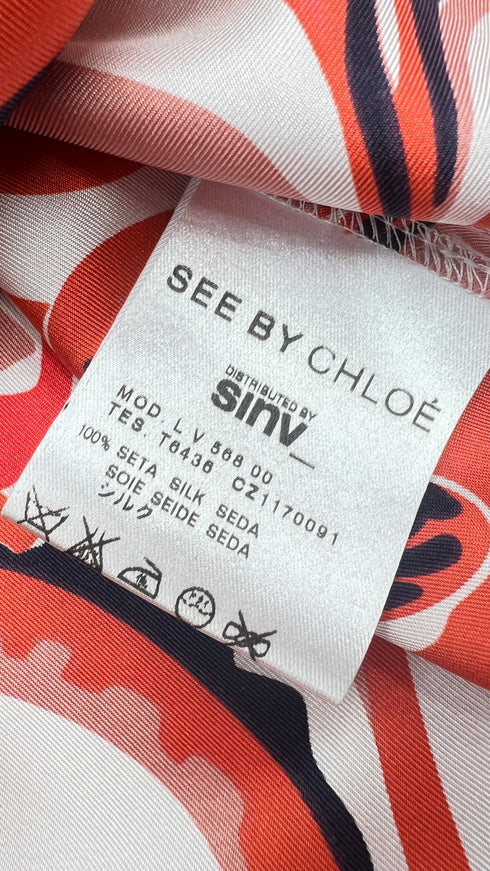 SEE BY CHLOÉ
DISTRIBUTED BY
sinv_
MOD. L V 568 00
TES. T6436 CZ1170091
100% SETA SILK SEDA
SOIE SEIDE SEDA
シルク